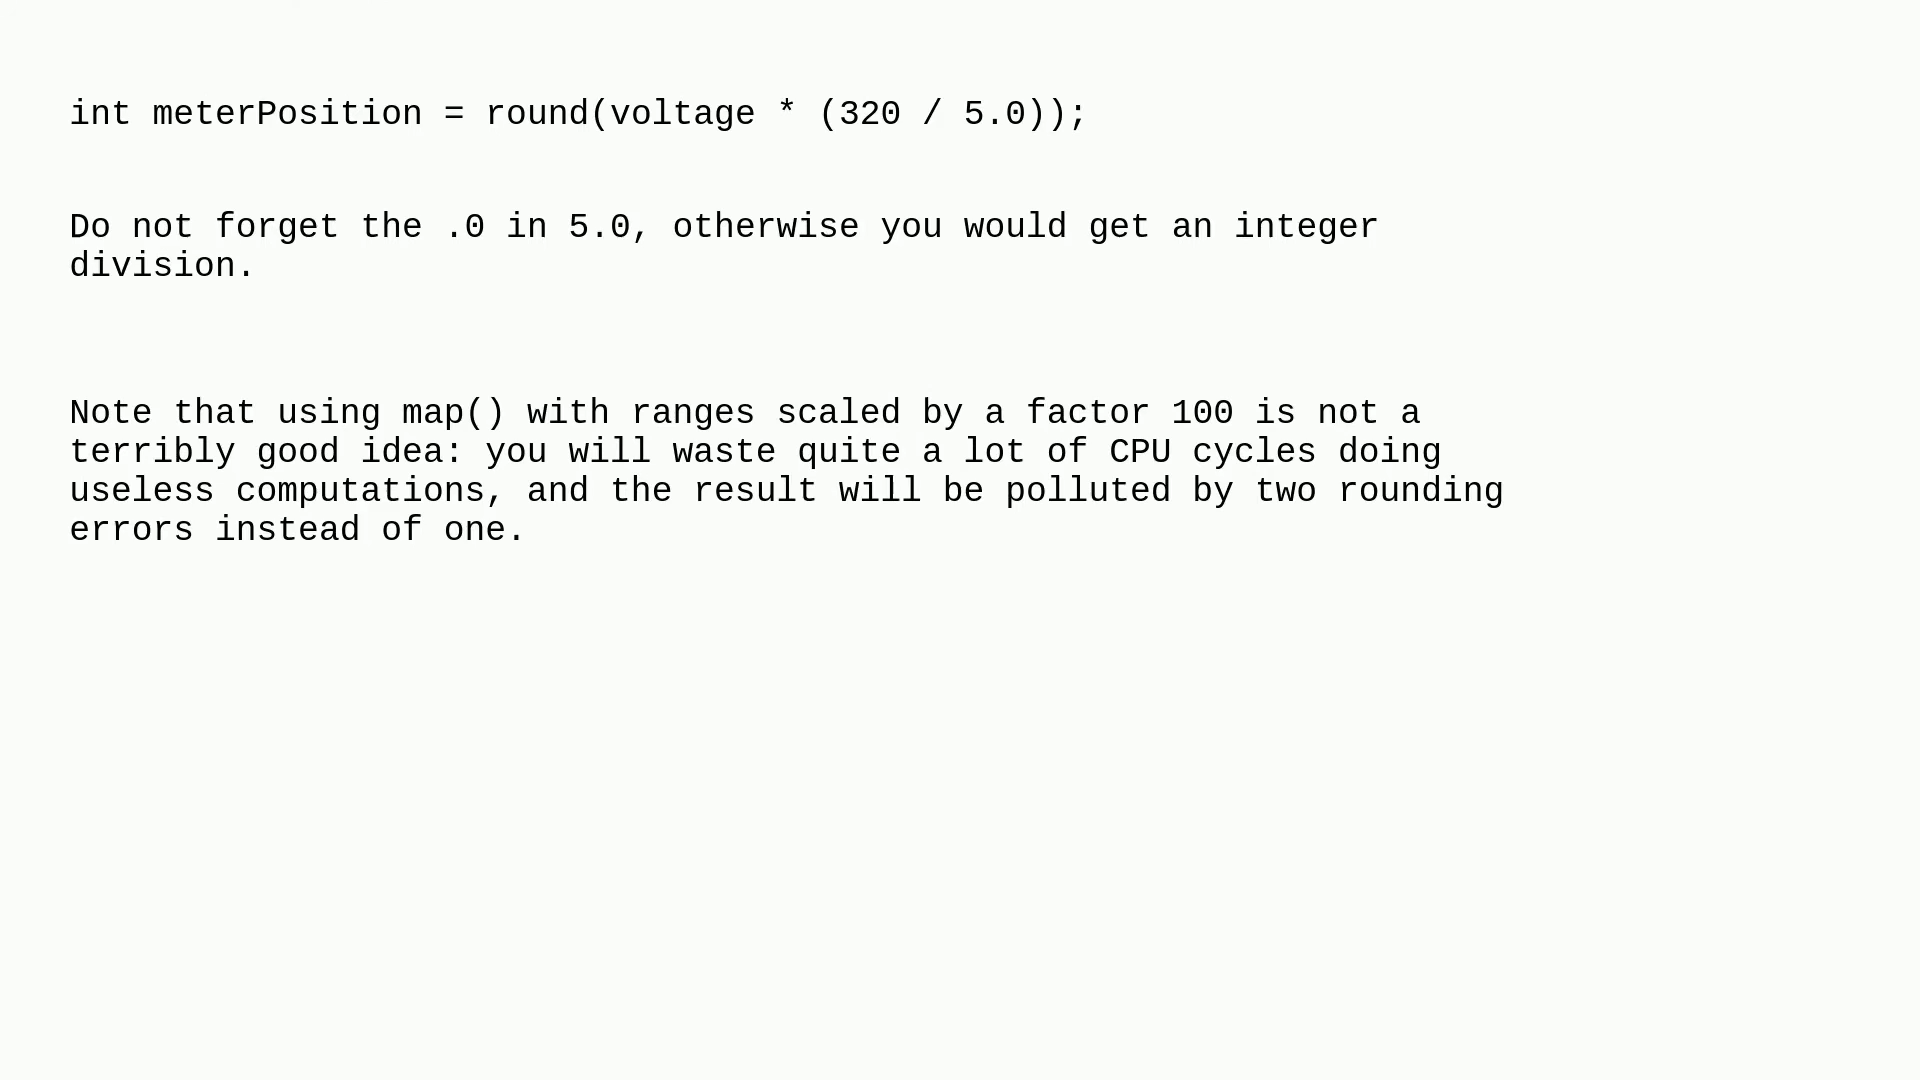 int meterPosition = round(voltage * (320 / 5.0));
Do not forget the .0 in 5.0, otherwise you would get an integer
division.
Note that using map() with ranges scaled by a factor 100 is not a
terribly good idea: you will waste quite a lot of CPU cycles doing
useless computations, and the result will be polluted by two rounding
errors instead of one.